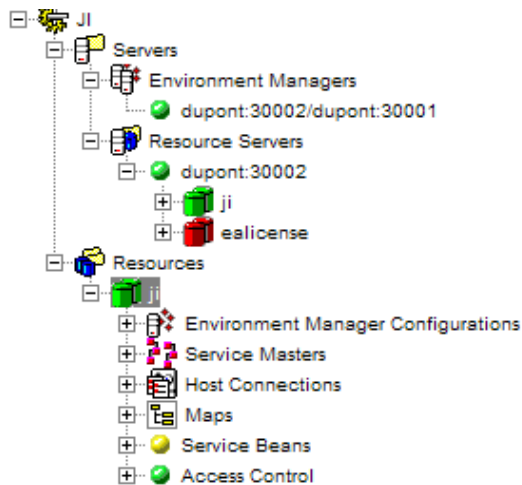 JI
Servers
Environment Managers
dupont:30002/dupont:30001
Resource Servers
dupont:30002
ji
ealicense
Resources
ji
Environment Manager Configurations
Service Masters
Host Connections
Maps
Service Beans
Access Control